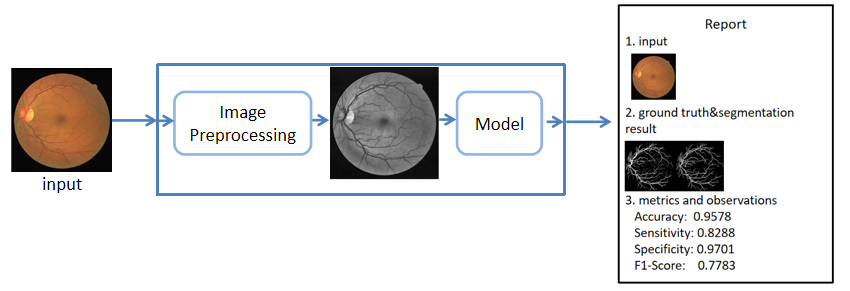 input
Image
Preprocessing
Model
Report
1. input
2. ground truth&segmentation
result
3. metrics and observations
Accuracy: 0.9578
Sensitivity: 0.8288
Specificity: 0.9701
F1-Score: 0.7783